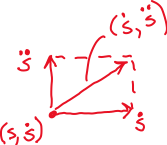 (ṡ, s̈)
s̈
(s, ṡ)
ṡ